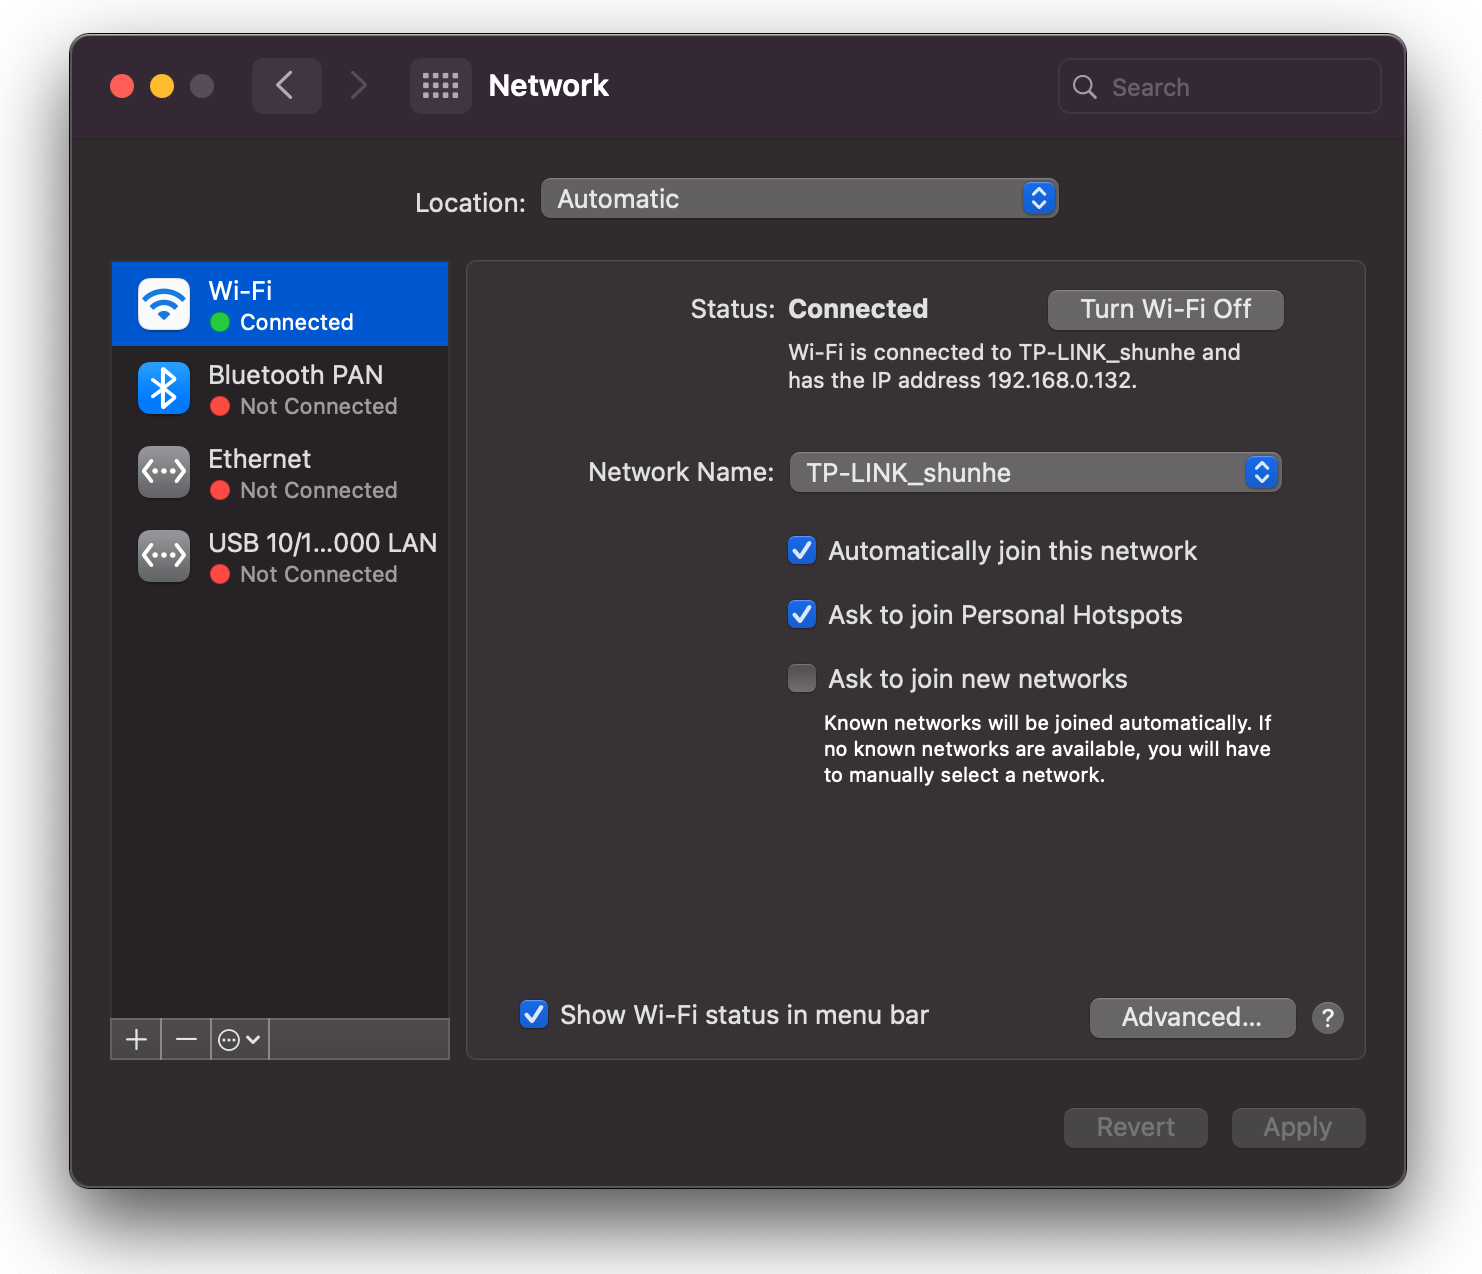 Network
Search
Location: Automatic
Wi-Fi
Connected
Bluetooth PAN
Not Connected
Ethernet
Not Connected
USB 10/1...000 LAN
Not Connected
Status: Connected
Turn Wi-Fi Off
Wi-Fi is connected to TP-LINK_shunhe and
has the IP address 192.168.0.132.
Network Name: TP-LINK_shunhe
Automatically join this network
Ask to join Personal Hotspots
Ask to join new networks
Known networks will be joined automatically. If
no known networks are available, you will have
to manually select a network.
Show Wi-Fi status in menu bar
Advanced...
?
Revert
Apply